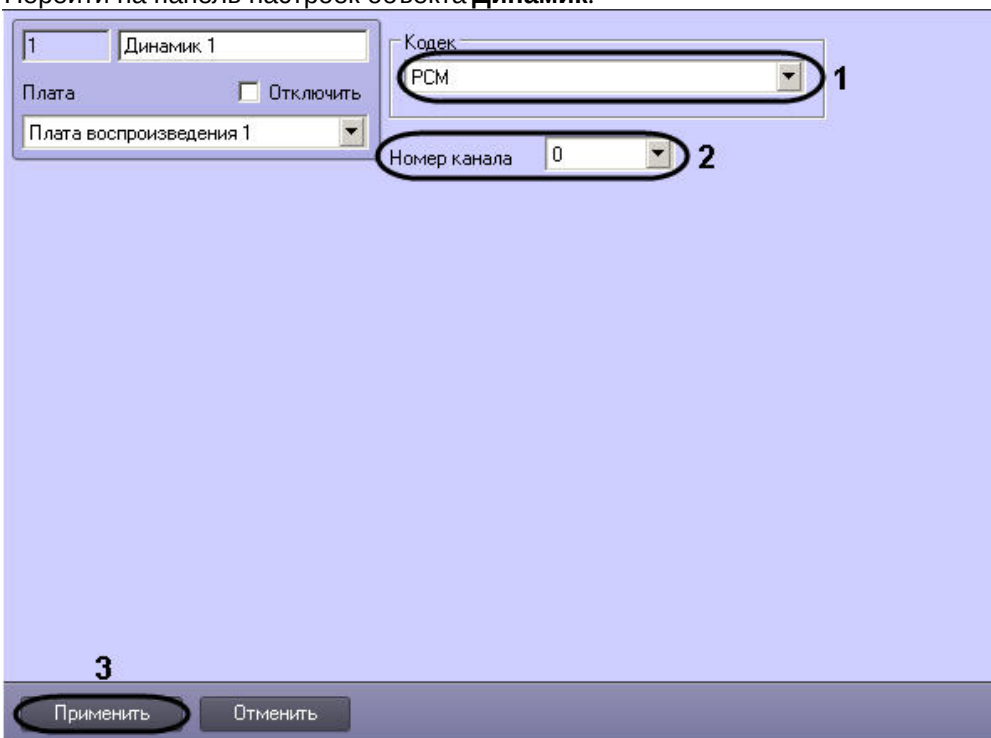 Перейти на панель настроек объекта Динамик.
1 Динамик 1
Кодек
PCM 1
Плата Отключить
Плата воспроизведения 1
Номер канала 0 2
3
Применить Отменить